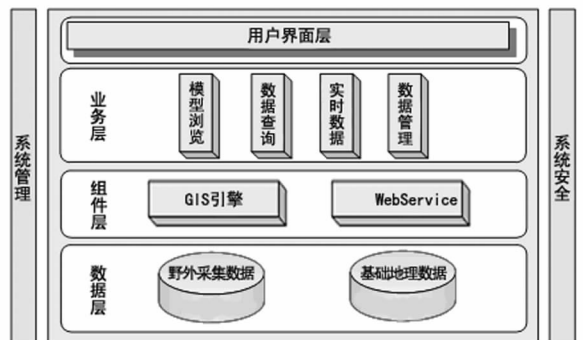 用户界面层
系统管理
业务层
模型浏览
数据查询
实时数据
数据管理
系统安全
组件层
GIS引擎
WebService
数据层
野外采集数据
基础地理数据